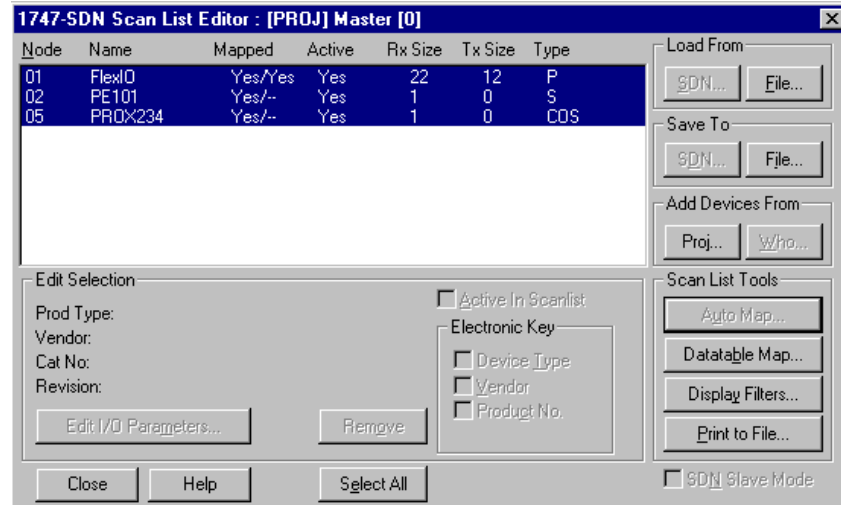 1747-SDN Scan List Editor : [PROJ] Master [0]
Node Name Mapped Active Rx Size Tx Size Type
01 FlexIO Yes/Yes Yes 22 12 P
02 PE101 Yes/-- Yes 1 0 S
05 PROX234 Yes/-- Yes 1 0 COS
Load From
SDN... File...
Save To
SDN... File...
Add Devices From
Proj... Who...
Edit Selection
Prod Type:
Vendor:
Cat No:
Revision:
Edit I/O Parameters... Remove
Active In Scanlist
Electronic Key
Device Type
Vendor
Product No.
Scan List Tools
Auto Map...
Datatable Map...
Display Filters...
Print to File...
Close Help Select All
SDN Slave Mode